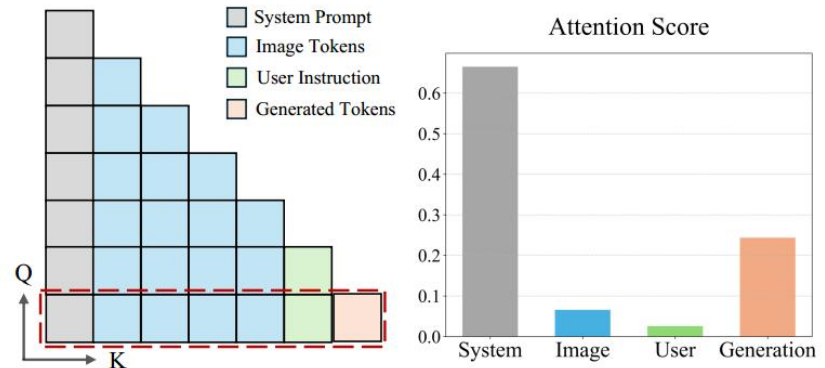 System Prompt
Image Tokens
User Instruction
Generated Tokens
Q
K
Attention Score
0.6
0.5
0.4
0.3
0.2
0.1
0.0
System Image User Generation